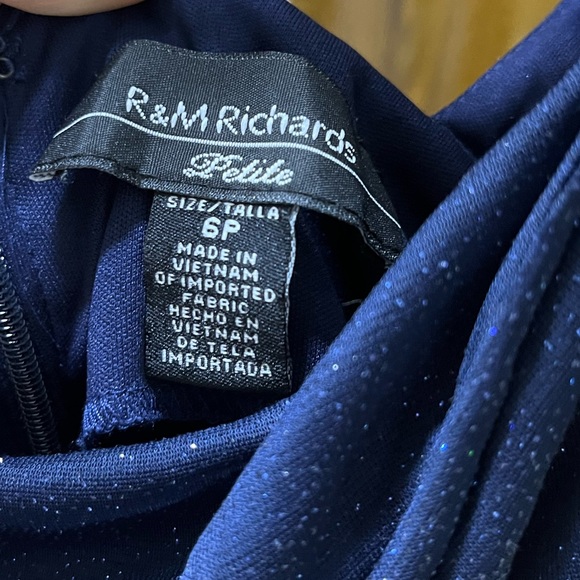 R&M Richards
Petite
SIZE/TALLA
6P
MADE IN
VIETNAM
OF IMPORTED
FABRIC
HECHO EN
VIETNAM
DE TELA
IMPORTADA